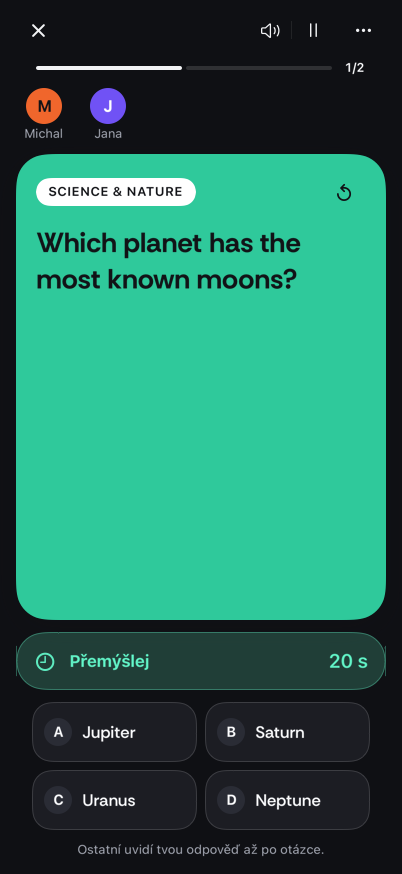 1/2
M
J
Michal
Jana
SCIENCE & NATURE
Which planet has the
most known moons?
Přemýšlej
20 s
A Jupiter
B Saturn
C Uranus
D Neptune
Ostatní uvidí tvou odpověď až po otázce.